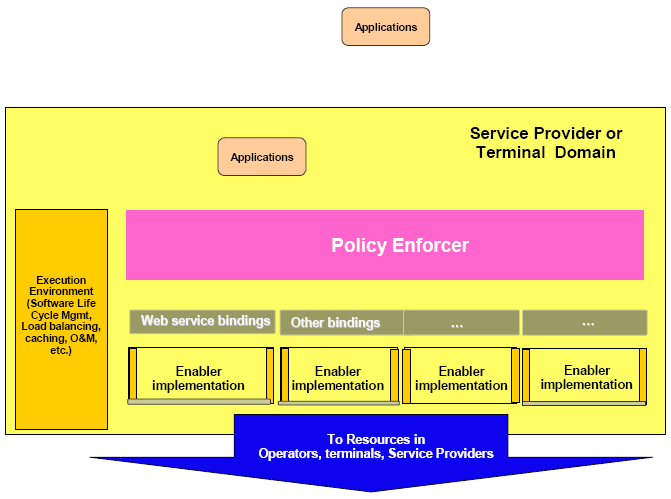 Applications
Service Provider or
Terminal Domain
Applications
Policy Enforcer
Execution
Environment
(Software Life
Cycle Mgmt,
Load balancing,
caching, O&M,
etc.)
Web service bindings
Other bindings
...
...
Enabler
implementation
Enabler
implementation
Enabler
implementation
Enabler
implementation
To Resources in
Operators, terminals, Service Providers